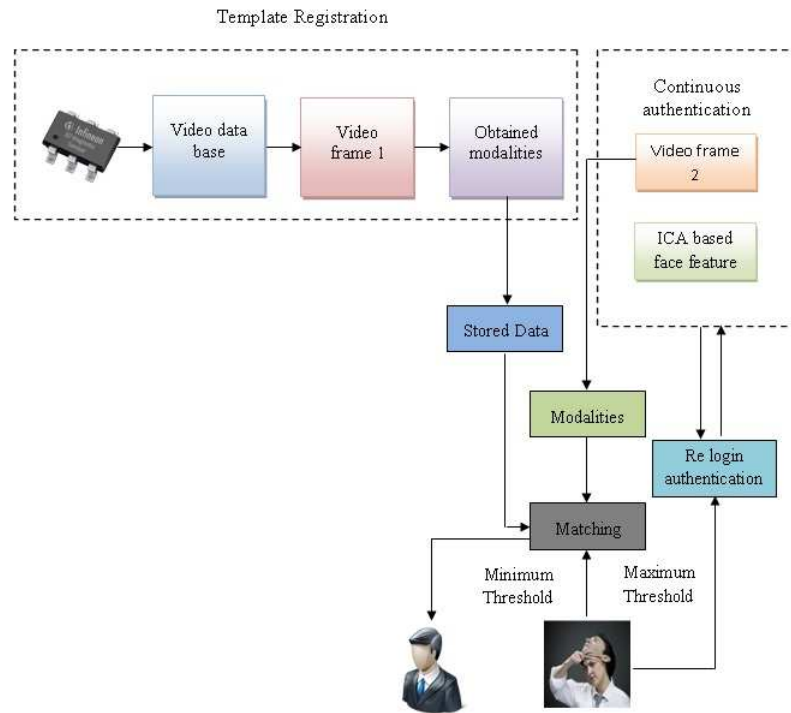 Template Registration
Video data
base
Video
frame 1
Obtained
modalities
Continuous
authentication
Video frame
2
ICA based
face feature
Infineon
Stored Data
Modalities
Re login
authentication
Matching
Minimum
Threshold
Maximum
Threshold